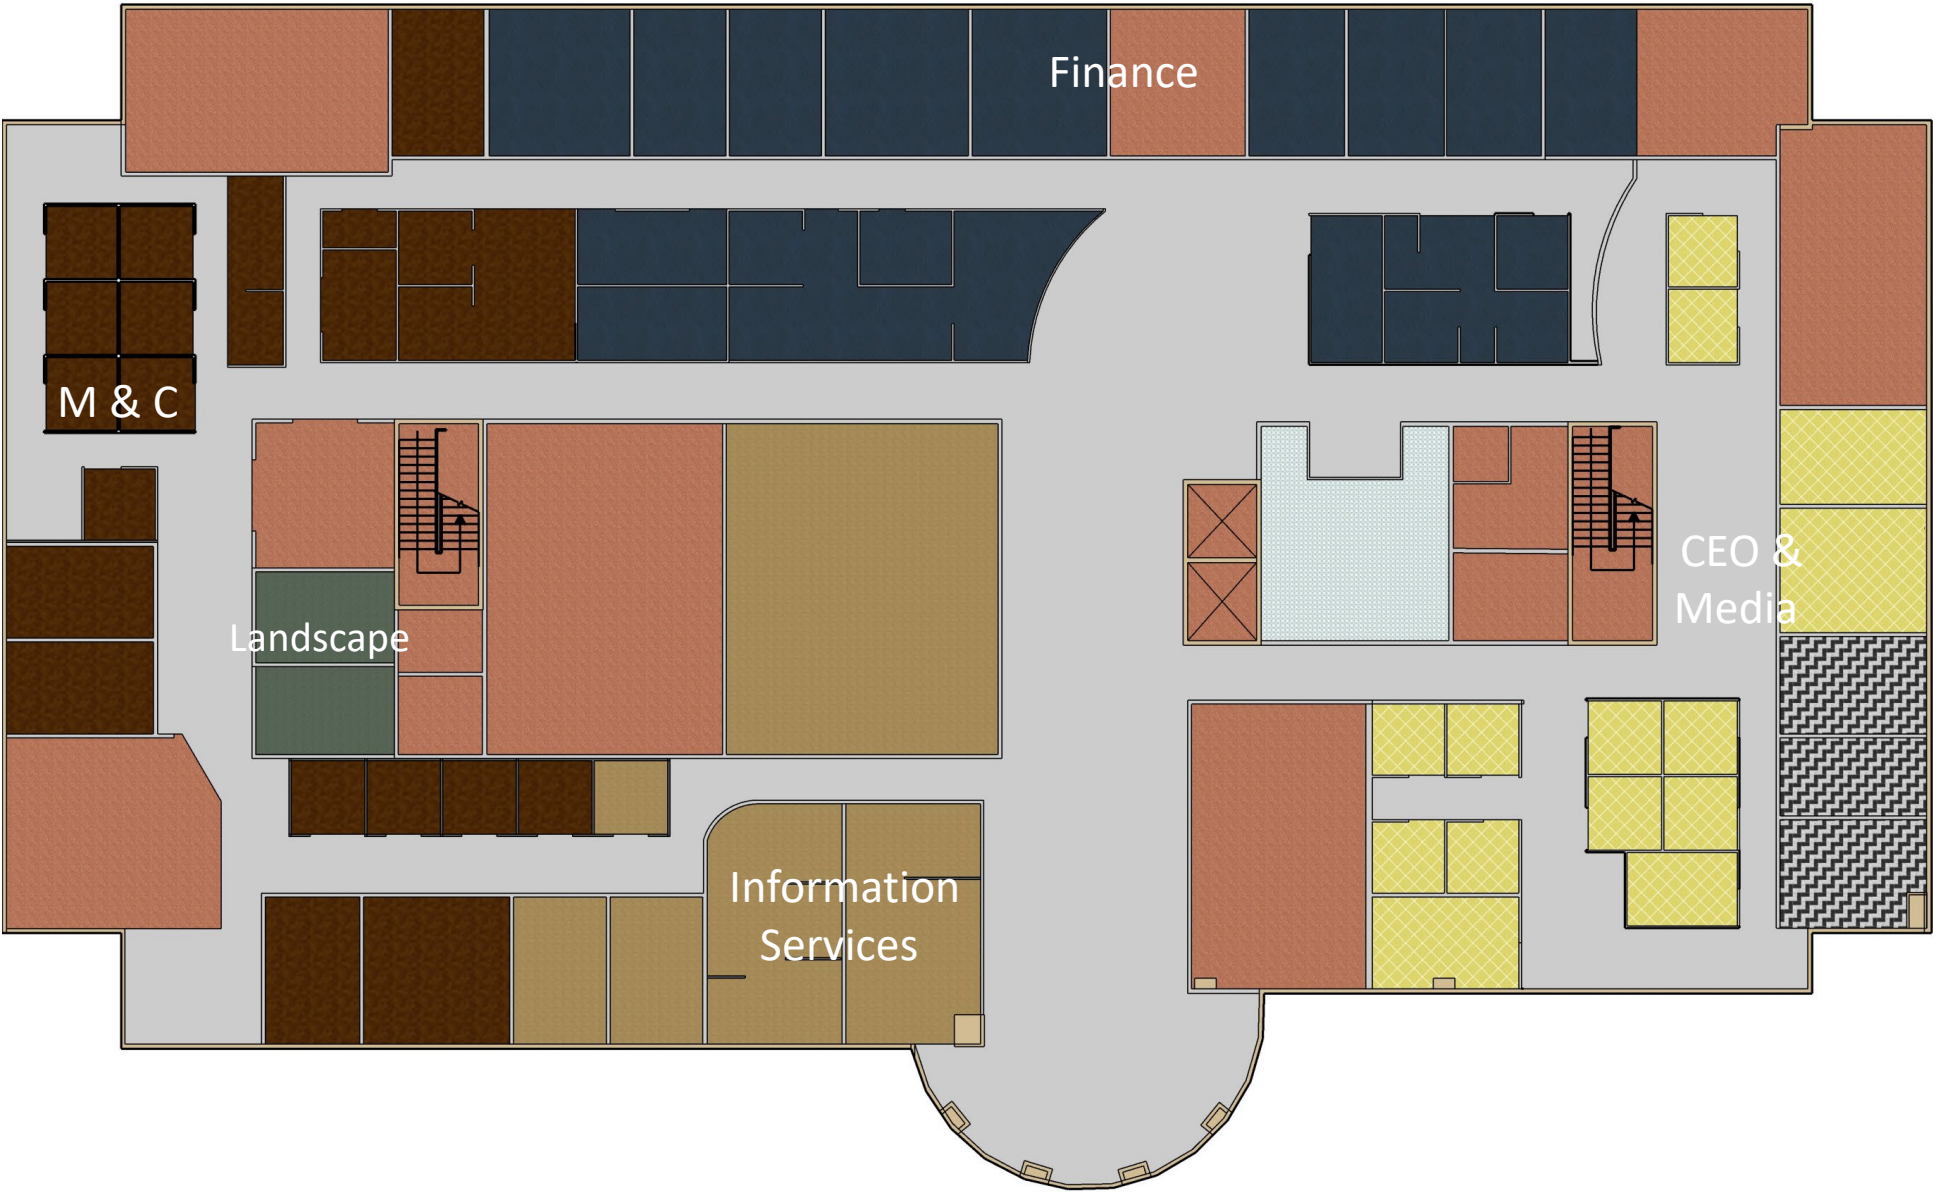 Finance
M & C
CEO &
Media
Landscape
Information
Services